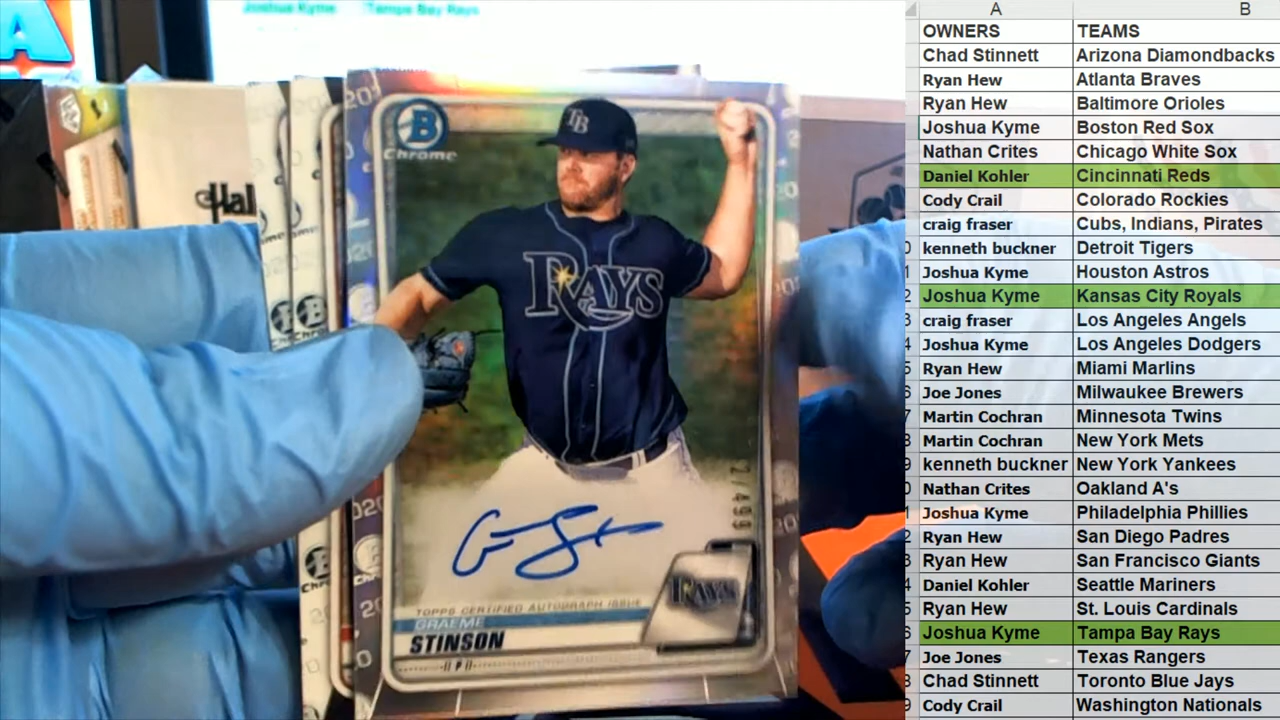 Joshua Kyme Tampa Bay Rays
A
Hal
B
Chrome
TB
RAYS
2/499
TOPPS CERTIFIED AUTOGRAPH ISSUE
RAYS
GRAEME
STINSON
P
A B
OWNERS TEAMS
Chad Stinnett Arizona Diamondbacks
Ryan Hew Atlanta Braves
Ryan Hew Baltimore Orioles
Joshua Kyme Boston Red Sox
Nathan Crites Chicago White Sox
Daniel Kohler Cincinnati Reds
Cody Crail Colorado Rockies
craig fraser Cubs, Indians, Pirates
kenneth buckner Detroit Tigers
Joshua Kyme Houston Astros
Joshua Kyme Kansas City Royals
craig fraser Los Angeles Angels
Joshua Kyme Los Angeles Dodgers
Ryan Hew Miami Marlins
Joe Jones Milwaukee Brewers
Martin Cochran Minnesota Twins
Martin Cochran New York Mets
kenneth buckner New York Yankees
Nathan Crites Oakland A's
Joshua Kyme Philadelphia Phillies
Ryan Hew San Diego Padres
Ryan Hew San Francisco Giants
Daniel Kohler Seattle Mariners
Ryan Hew St. Louis Cardinals
Joshua Kyme Tampa Bay Rays
Joe Jones Texas Rangers
Chad Stinnett Toronto Blue Jays
Cody Crail Washington Nationals